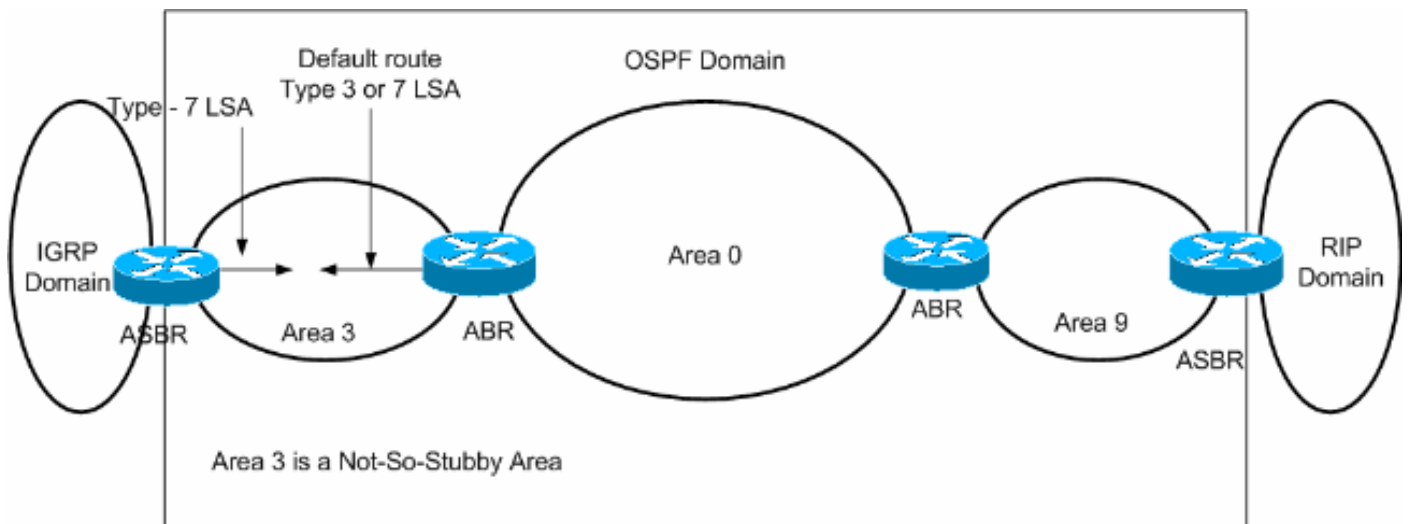 Default route
Type 3 or 7 LSA
OSPF Domain
Type - 7 LSA
IGRP
Domain
ASBR
Area 3
ABR
Area 0
ABR
Area 9
ASBR
RIP
Domain
Area 3 is a Not-So-Stubby Area